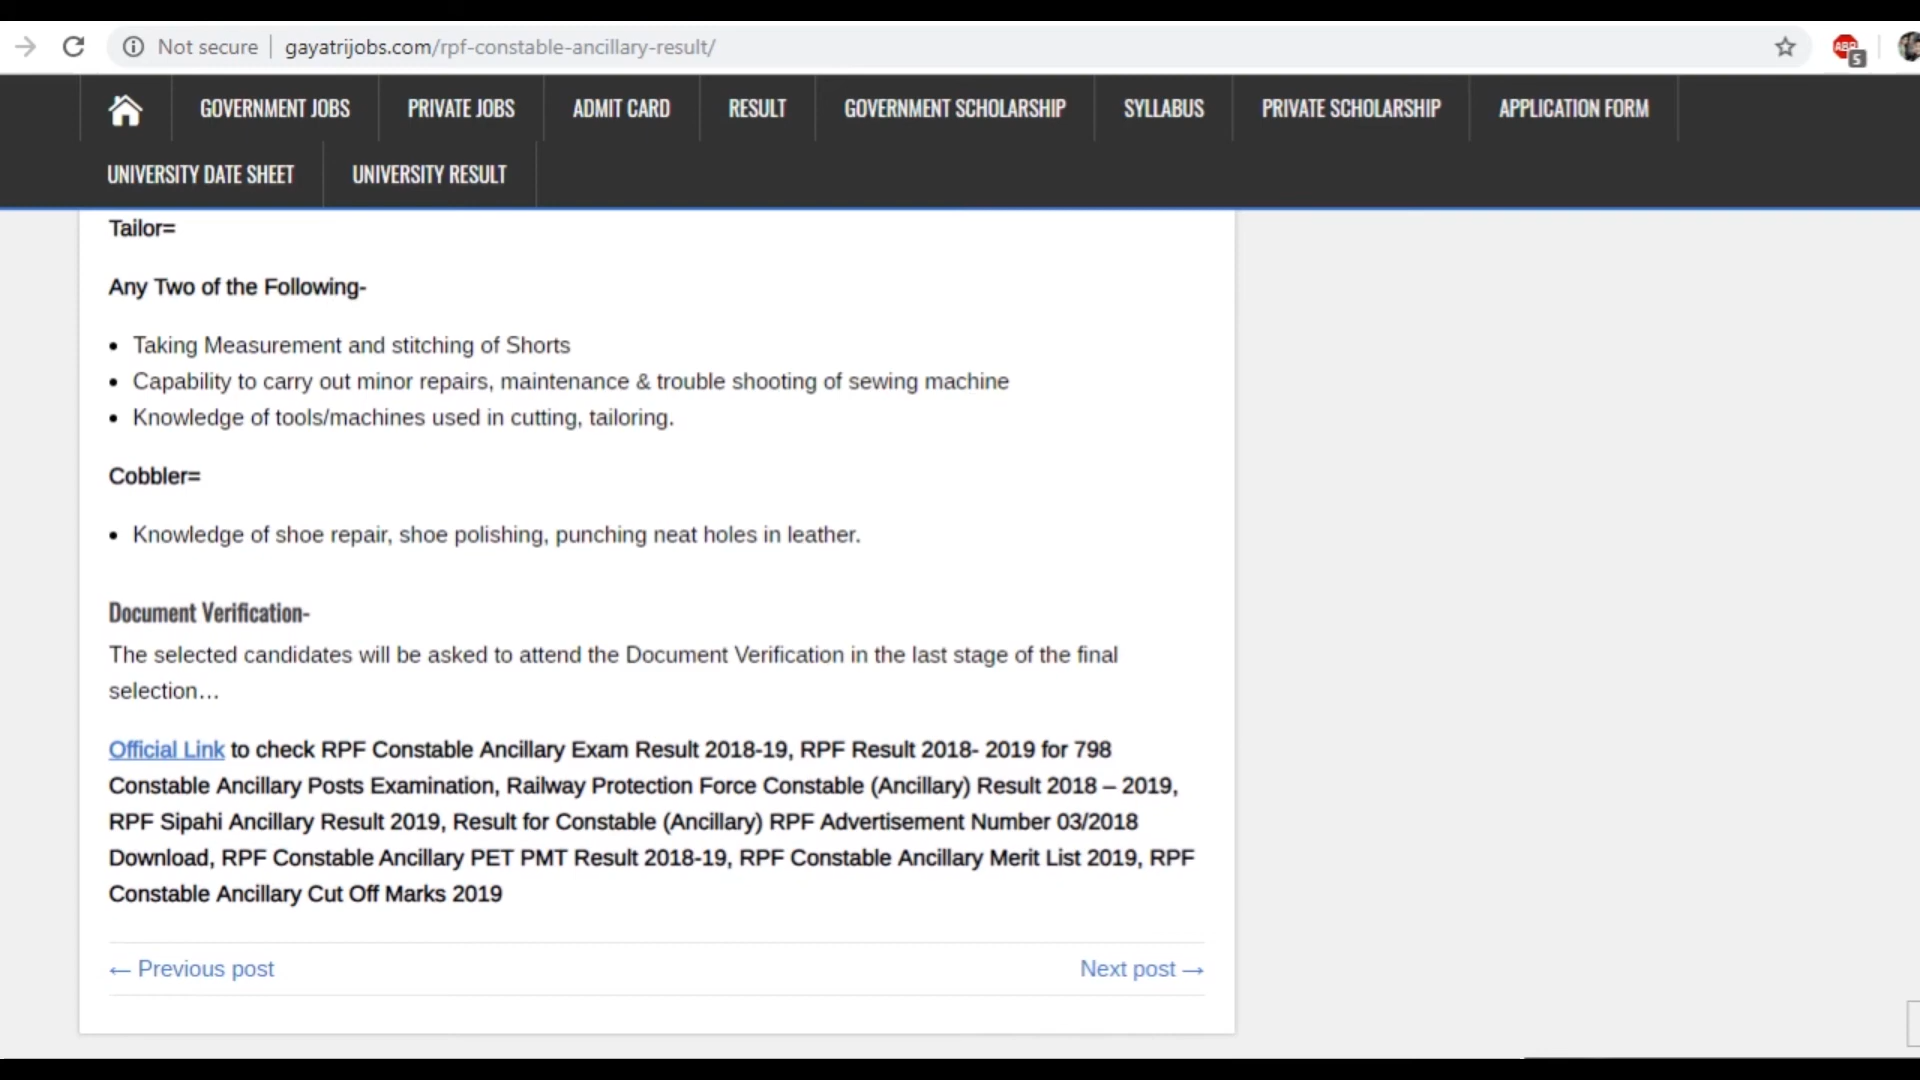 Not secure | gayatrijobs.com/rpf-constable-ancillary-result/
ABP
5
GOVERNMENT JOBS PRIVATE JOBS ADMIT CARD RESULT GOVERNMENT SCHOLARSHIP SYLLABUS PRIVATE SCHOLARSHIP APPLICATION FORM
UNIVERSITY DATE SHEET UNIVERSITY RESULT
Tailor=
Any Two of the Following-
• Taking Measurement and stitching of Shorts
• Capability to carry out minor repairs, maintenance & trouble shooting of sewing machine
• Knowledge of tools/machines used in cutting, tailoring.
Cobbler=
• Knowledge of shoe repair, shoe polishing, punching neat holes in leather.
Document Verification-
The selected candidates will be asked to attend the Document Verification in the last stage of the final
selection…
Official Link to check RPF Constable Ancillary Exam Result 2018-19, RPF Result 2018- 2019 for 798
Constable Ancillary Posts Examination, Railway Protection Force Constable (Ancillary) Result 2018 – 2019,
RPF Sipahi Ancillary Result 2019, Result for Constable (Ancillary) RPF Advertisement Number 03/2018
Download, RPF Constable Ancillary PET PMT Result 2018-19, RPF Constable Ancillary Merit List 2019, RPF
Constable Ancillary Cut Off Marks 2019
← Previous post Next post →